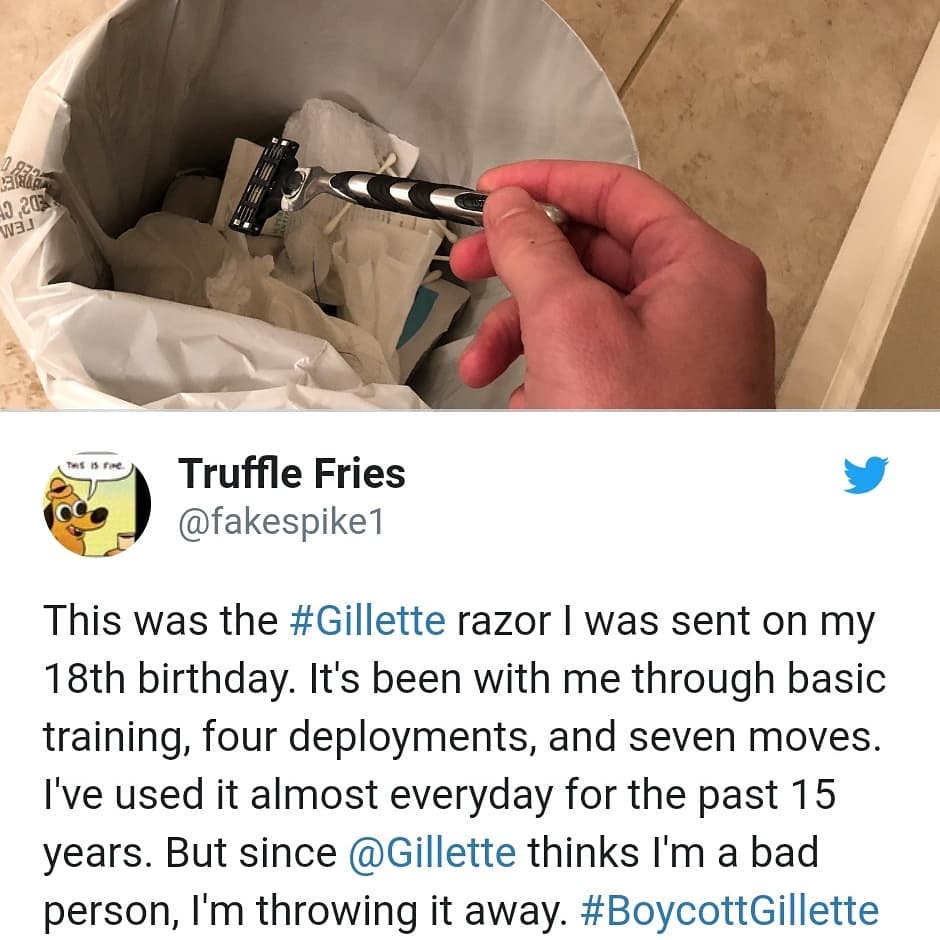 THIS IS FINE.
Truffle Fries
@fakespike1
This was the #Gillette razor I was sent on my
18th birthday. It's been with me through basic
training, four deployments, and seven moves.
I've used it almost everyday for the past 15
years. But since @Gillette thinks I'm a bad
person, I'm throwing it away. #BoycottGillette